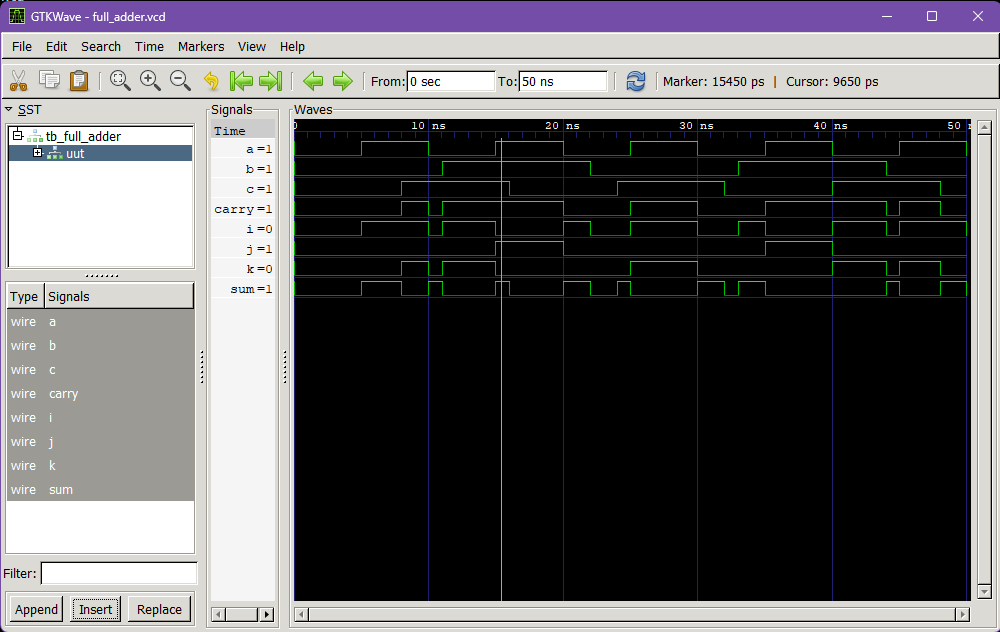 GTKWave - full_adder.vcd
File Edit Search Time Markers View Help
From: 0 sec To: 50 ns Marker: 15450 ps | Cursor: 9650 ps
SST
tb_full_adder
uut
Type Signals
wire a
wire b
wire c
wire carry
wire i
wire j
wire k
wire sum
Filter:
Append Insert Replace
Signals
Time
a=1
b=1
c=1
carry=1
i=0
j=1
k=0
sum=1
Waves
10 ns 20 ns 30 ns 40 ns 50